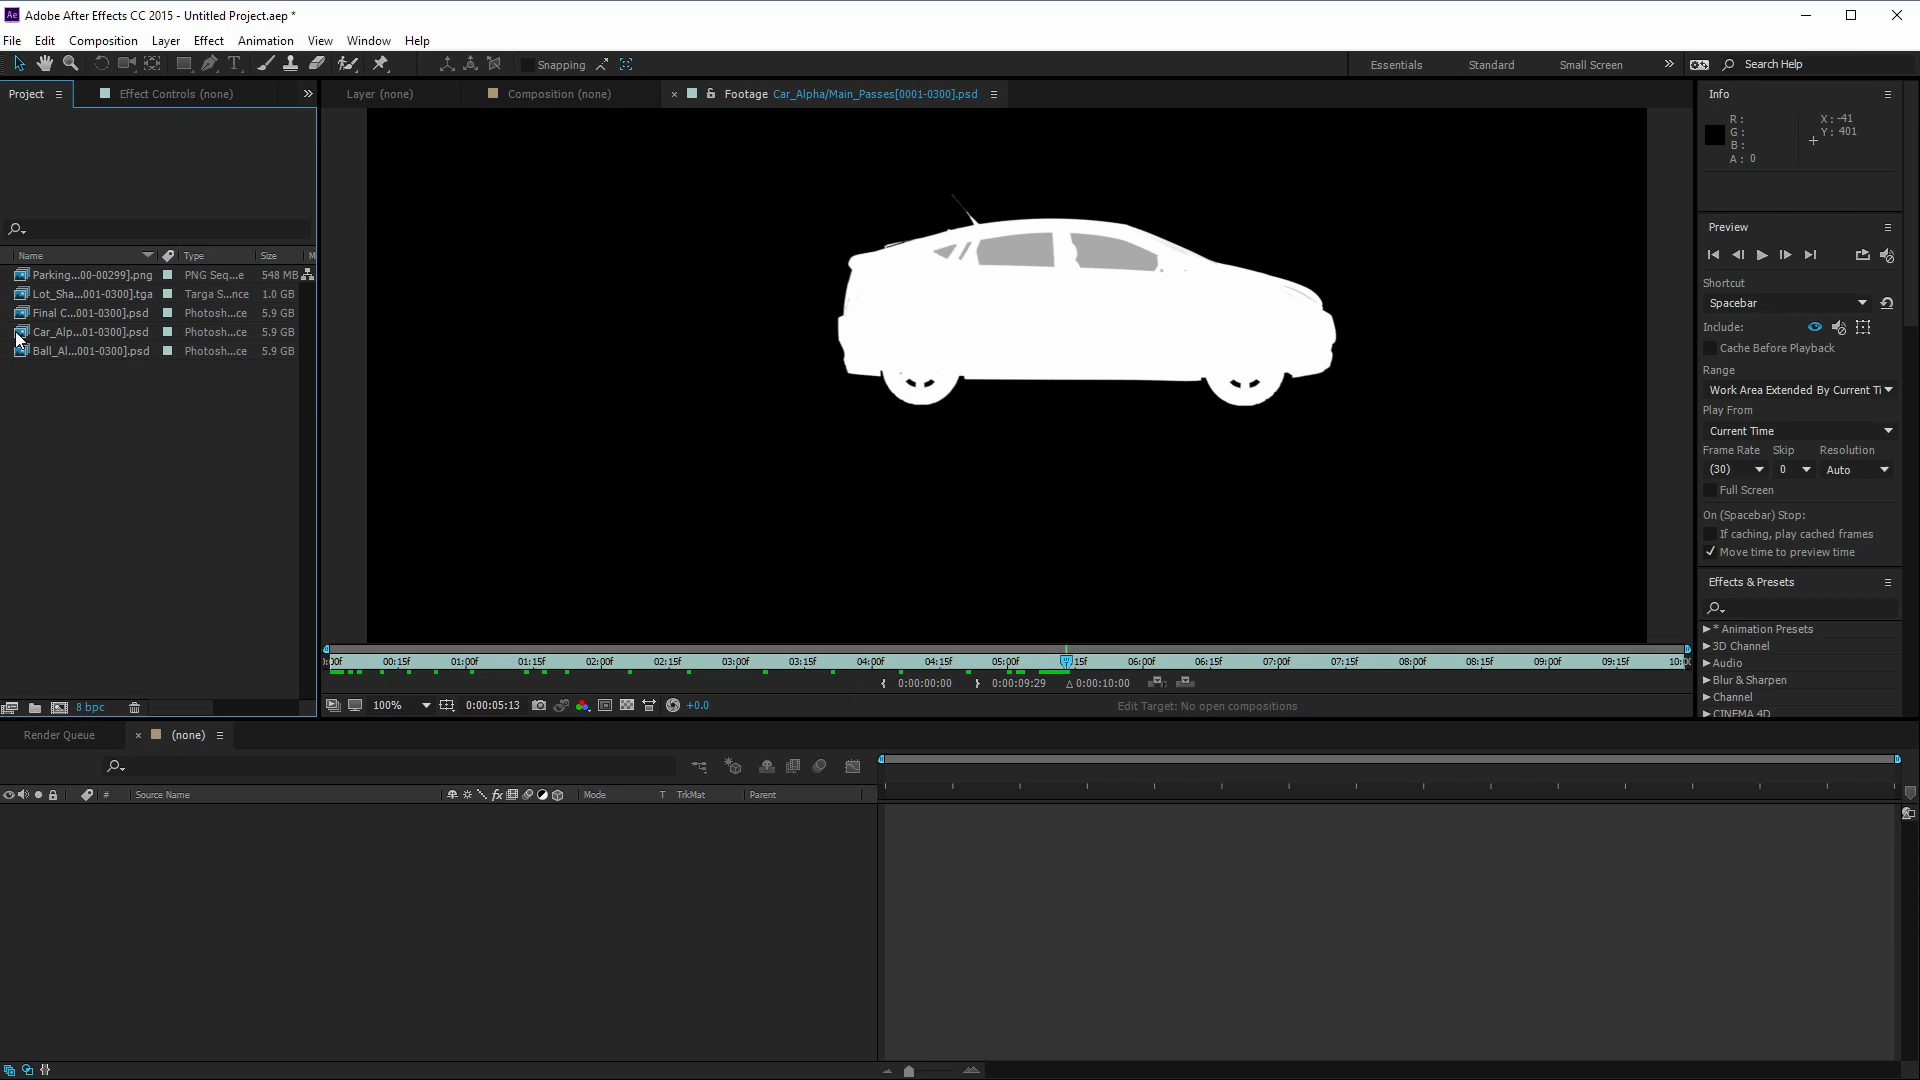 Ae Adobe After Effects CC 2015 - Untitled Project.aep *
File Edit Composition Layer Effect Animation View Window Help
Snapping Essentials Standard Small Screen Search Help
Project Effect Controls (none) Layer (none) Composition (none) Footage Car_Alpha/Main_Passes[0001-0300].psd
Info
R :
G :
B :
A : 0
X : -41
Y : 401
Preview
Shortcut
Spacebar
Include:
Cache Before Playback
Range
Work Area Extended By Current Ti
Play From
Current Time
Frame Rate Skip Resolution
(30) 0 Auto
Full Screen
On (Spacebar) Stop:
If caching, play cached frames
Move time to preview time
Effects & Presets
* Animation Presets
3D Channel
Audio
Blur & Sharpen
Channel
CINEMA 4D
Name Type Size M
Parking...00-00299].png PNG Seq...e 548 MB
Lot_Sha...001-0300].tga Targa S...nce 1.0 GB
Final C...001-0300].psd Photosh...ce 5.9 GB
Car_Alp...01-0300].psd Photosh...ce 5.9 GB
Ball_Al...001-0300].psd Photosh...ce 5.9 GB
00f 00:15f 01:00f 01:15f 02:00f 02:15f 03:00f 03:15f 04:00f 04:15f 05:00f 15f 06:00f 06:15f 07:00f 07:15f 08:00f 08:15f 09:00f 09:15f 10:0
{ 0:00:00:00 } 0:00:09:29 Δ 0:00:10:00
8 bpc 100% 0:00:05:13 +0.0 Edit Target: No open compositions
Render Queue (none)
# Source Name fx Mode T TrkMat Parent